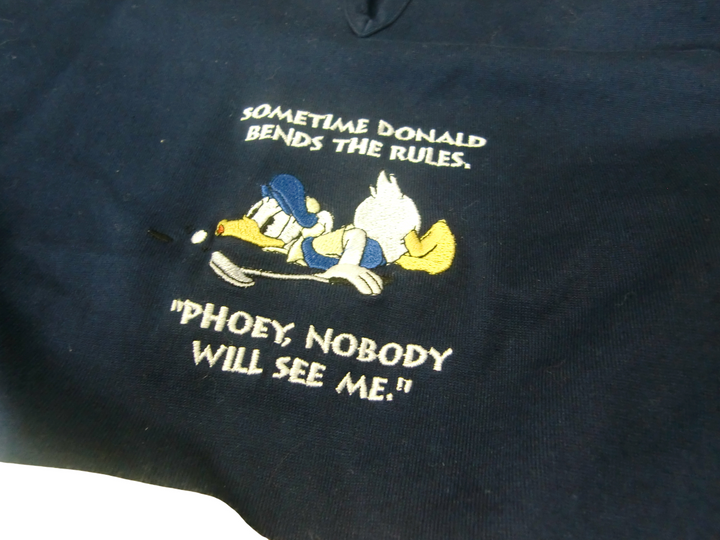 SOMETIME DONALD
BENDS THE RULES.
"PHOEY, NOBODY
WILL SEE ME."